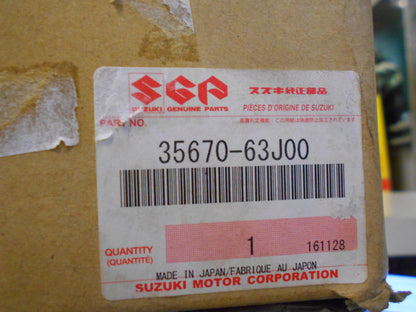 SGP
SUZUKI GENUINE PARTS
スズキ純正部品
PIÈCES D'ORIGINE DE SUZUKI
PART NO.
35670-63J00
QUANTITY
(QUANTITÉ)
1
161128
MADE IN JAPAN/FABRIQUE AU JAPON
SUZUKI MOTOR CORPORATION